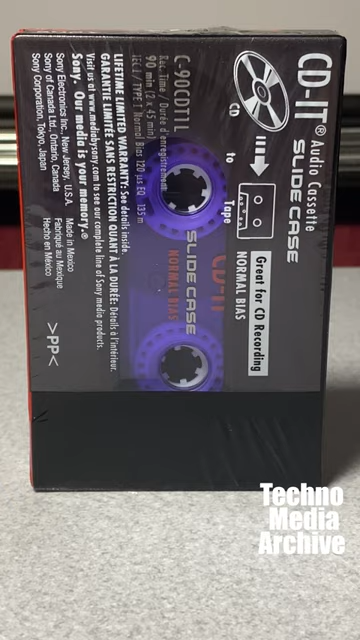 CD-IT® Audio Cassette
SLIDE CASE
CD
to
Tape
Great for CD Recording
NORMAL BIAS
CD-IT
SLIDE CASE
NORMAL BIAS
C-90CDT1L
Rec. Time / Durée d'enregistrement
90 min (2 x 45 min)
IEC I / TYPE I Normal Bias 120 µs EQ 135 m
LIFETIME LIMITED WARRANTY: See details inside.
GARANTIE LIMITÉE SANS RESTRICTION QUANT À LA DURÉE: Détails à l'intérieur.
Visit us at www.mediabysony.com to see our complete line of Sony media products.
Sony. Our media is your memory.®
Sony Electronics Inc., New Jersey, U.S.A.
Sony of Canada Ltd., Ontario, Canada
Sony Corporation, Tokyo, Japan
Made in Mexico
Fabriqué au Mexique
Hecho en México
>PP<
Techno
Media
Archive